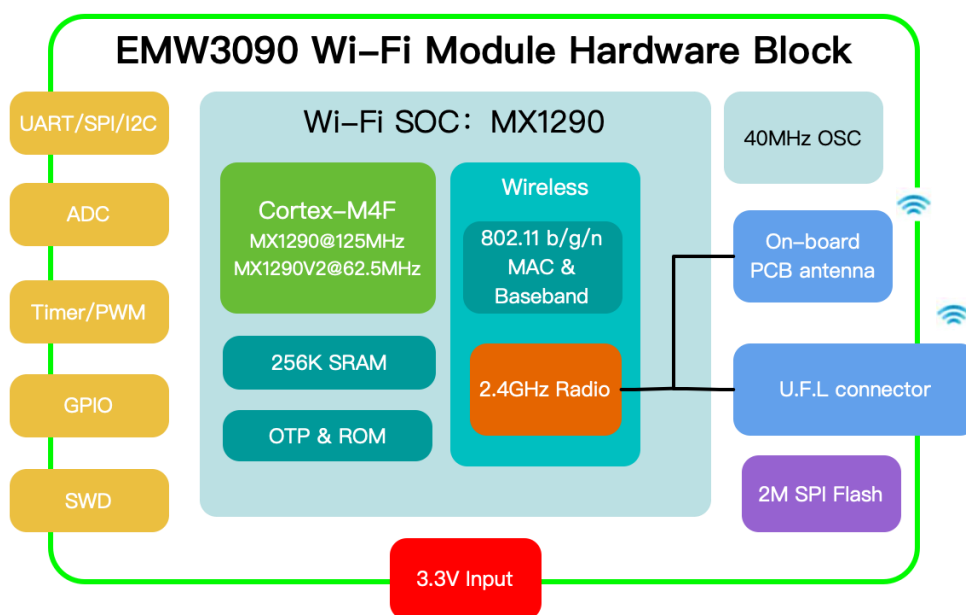 EMW3090 Wi-Fi Module Hardware Block
UART/SPI/I2C
ADC
Timer/PWM
GPIO
SWD
Wi-Fi SOC： MX1290
Cortex-M4F
MX1290@125MHz
MX1290V2@62.5MHz
256K SRAM
OTP & ROM
Wireless
802.11 b/g/n
MAC &
Baseband
2.4GHz Radio
40MHz OSC
On-board
PCB antenna
U.F.L connector
2M SPI Flash
3.3V Input